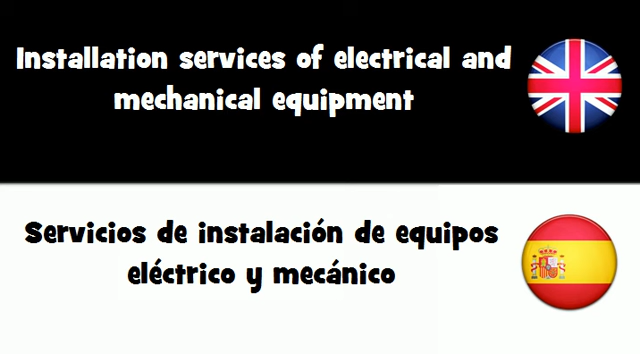 Installation services of electrical and
mechanical equipment
Servicios de instalación de equipos
eléctrico y mecánico